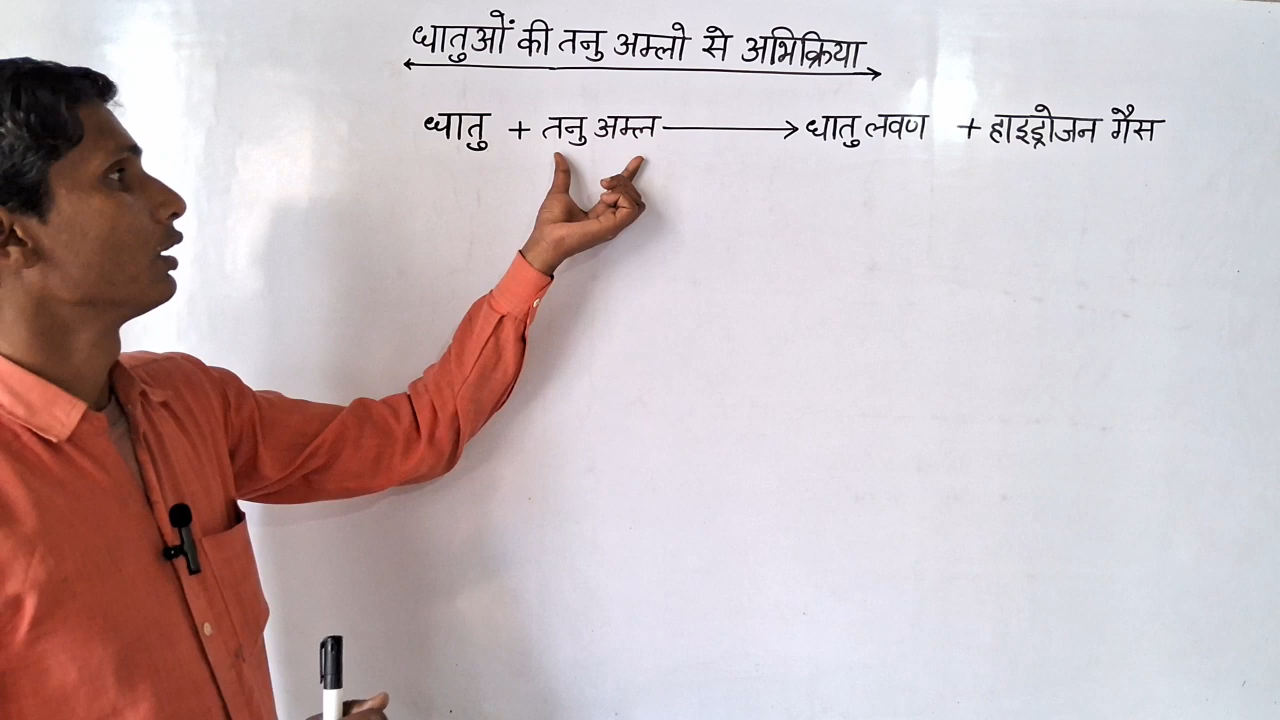 धातुओं की तनु अम्लो से अभिक्रिया
धातु + तनु अम्ल ⟶ धातु लवण + हाइड्रोजन गैस